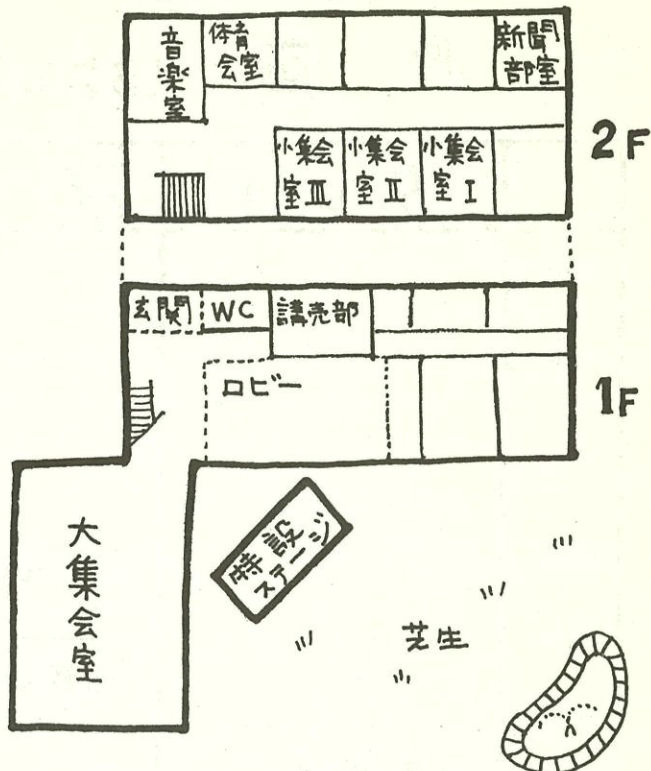 音楽室
体育会室
新聞部室
2F
小集会室Ⅲ
小集会室Ⅱ
小集会室Ⅰ
玄関
WC
講売部
1F
ロビー
大集会室
特設ステージ
芝生